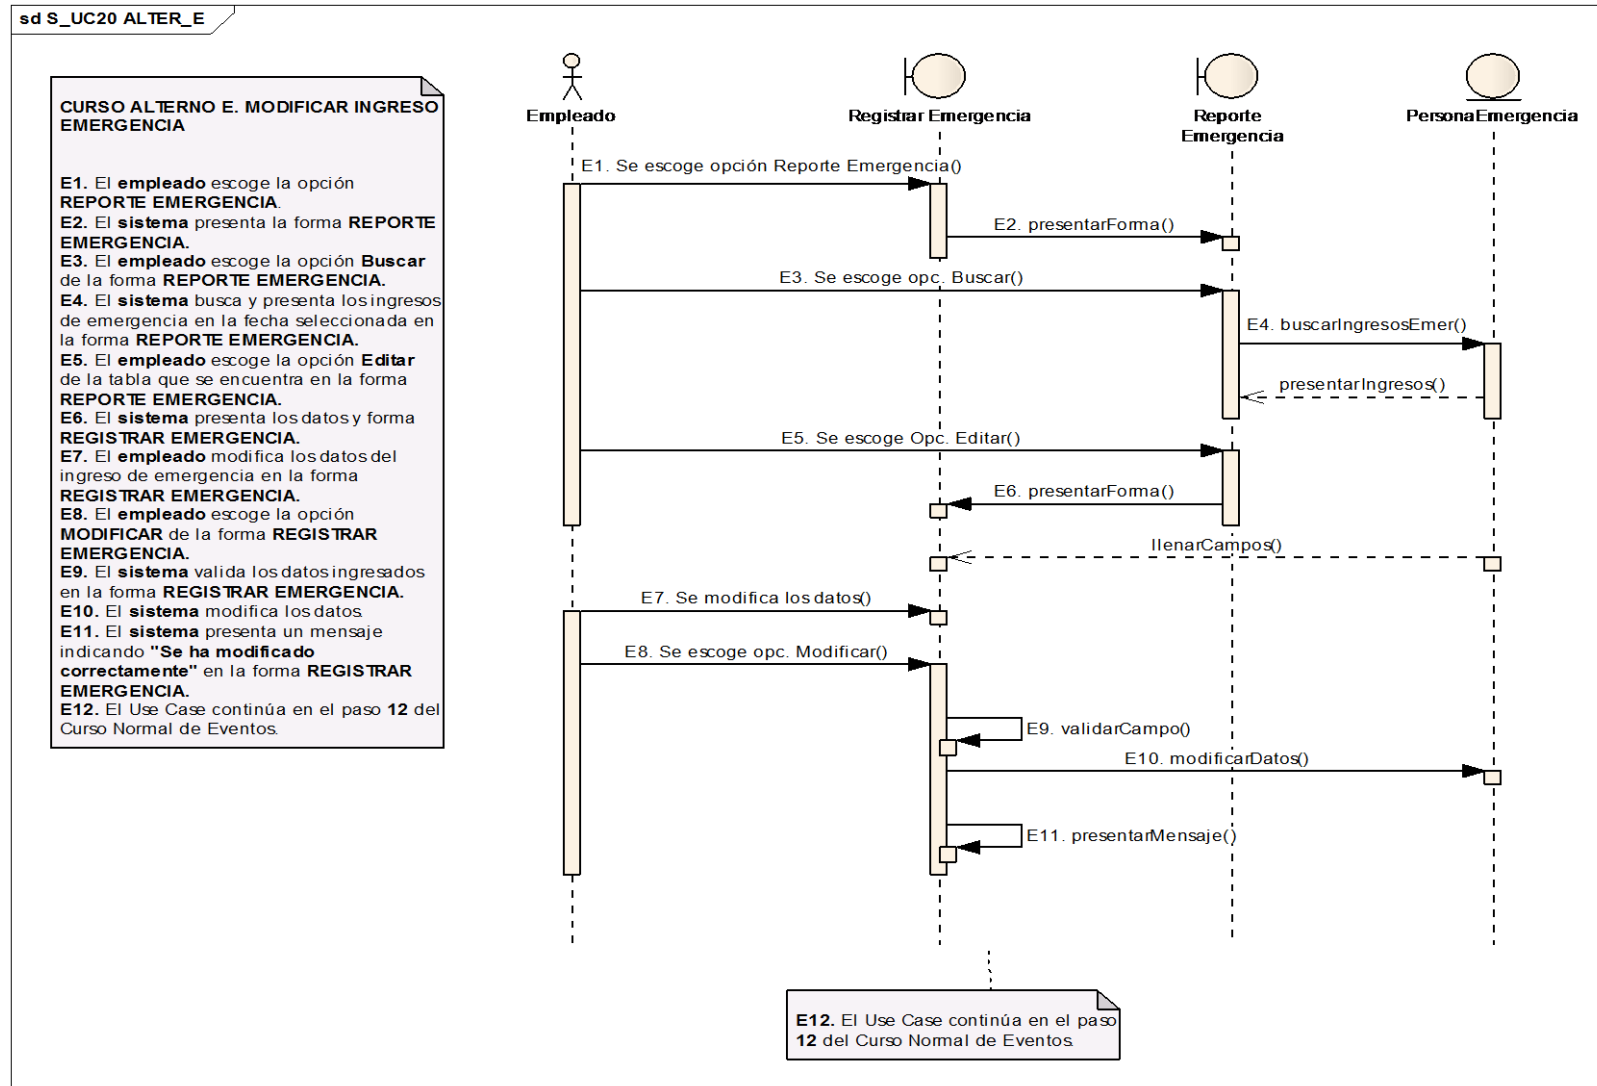 sd S_UC20 ALTER_E
CURSO ALTERNO E. MODIFICAR INGRESO
EMERGENCIA
E1. El empleado escoge la opción
REPORTE EMERGENCIA.
E2. El sistema presenta la forma REPORTE
EMERGENCIA.
E3. El empleado escoge la opción Buscar
de la forma REPORTE EMERGENCIA.
E4. El sistema busca y presenta los ingresos
de emergencia en la fecha seleccionada en
la forma REPORTE EMERGENCIA.
E5. El empleado escoge la opción Editar
de la tabla que se encuentra en la forma
REPORTE EMERGENCIA.
E6. El sistema presenta los datos y forma
REGISTRAR EMERGENCIA.
E7. El empleado modifica los datos del
ingreso de emergencia en la forma
REGISTRAR EMERGENCIA.
E8. El empleado escoge la opción
MODIFICAR de la forma REGISTRAR
EMERGENCIA.
E9. El sistema valida los datos ingresados
en la forma REGISTRAR EMERGENCIA.
E10. El sistema modifica los datos.
E11. El sistema presenta un mensaje
indicando "Se ha modificado
correctamente" en la forma REGISTRAR
EMERGENCIA.
E12. El Use Case continúa en el paso 12 del
Curso Normal de Eventos.
Empleado
Registrar Emergencia
Reporte
Emergencia
PersonaEmergencia
E1. Se escoge opción Reporte Emergencia()
E2. presentarForma()
E3. Se escoge opc. Buscar()
E4. buscarIngresosEmer()
presentarIngresos()
E5. Se escoge Opc. Editar()
E6. presentarForma()
llenarCampos()
E7. Se modifica los datos()
E8. Se escoge opc. Modificar()
E9. validarCampo()
E10. modificarDatos()
E11. presentarMensaje()
E12. El Use Case continúa en el paso
12 del Curso Normal de Eventos.